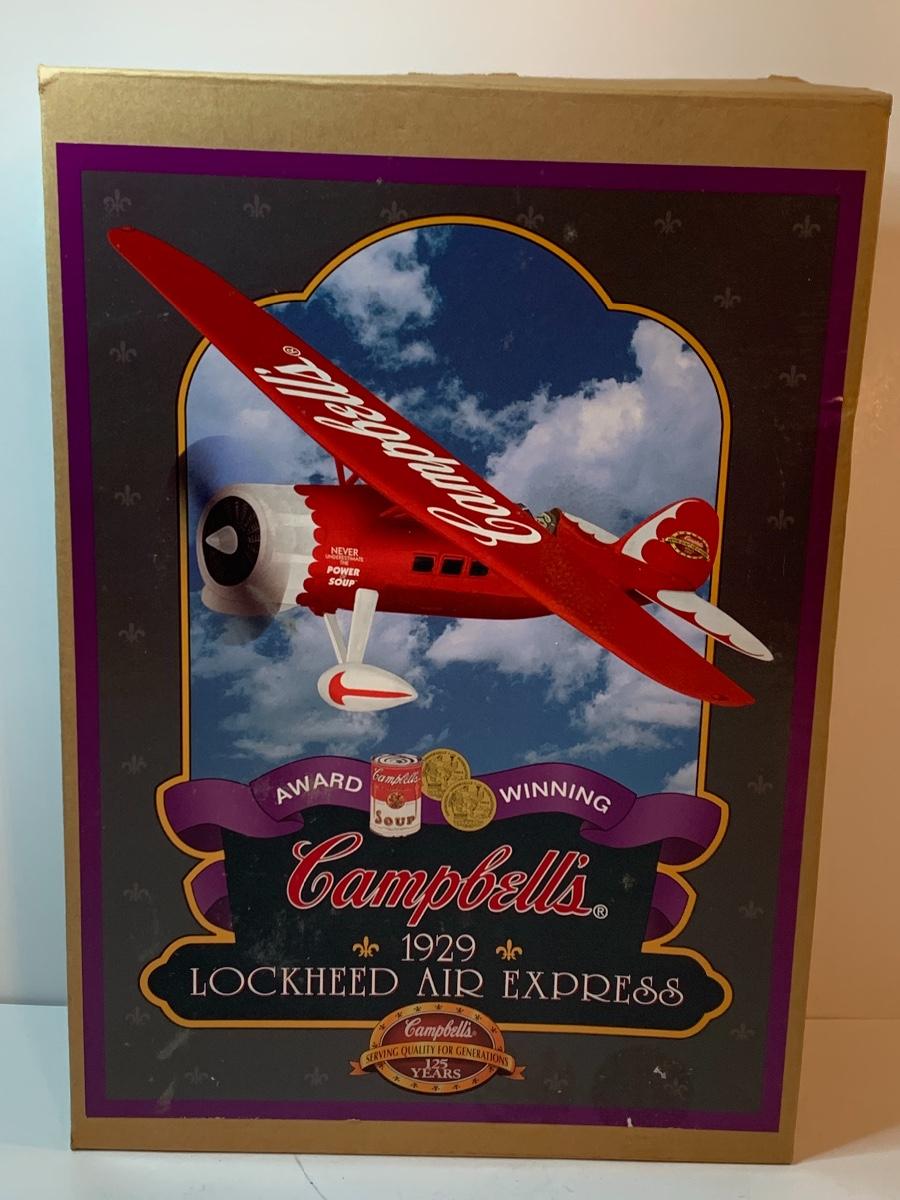 Campbell's®
NEVER
UNDERESTIMATE
THE
POWER
OF
SOUP
AWARD WINNING
Campbell's
SOUP
Campbell's®
1929
LOCKHEED AIR EXPRESS
Campbell's
SERVING QUALITY FOR GENERATIONS
125
YEARS